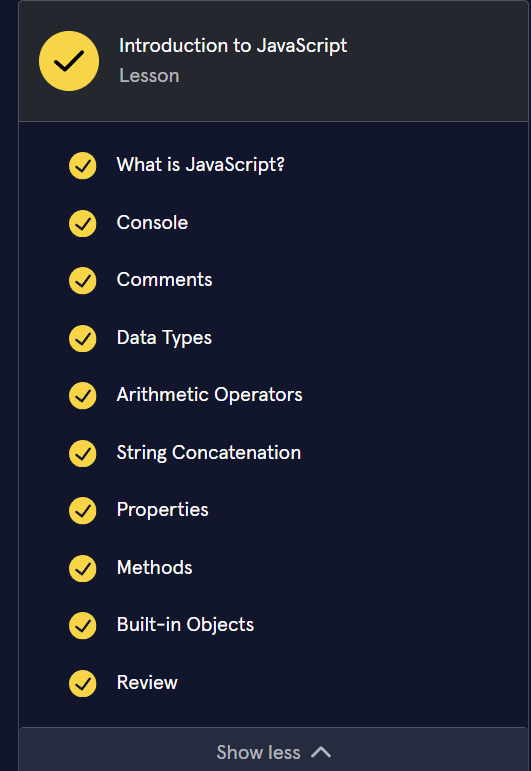 Introduction to JavaScript
Lesson
What is JavaScript?
Console
Comments
Data Types
Arithmetic Operators
String Concatenation
Properties
Methods
Built-in Objects
Review
Show less